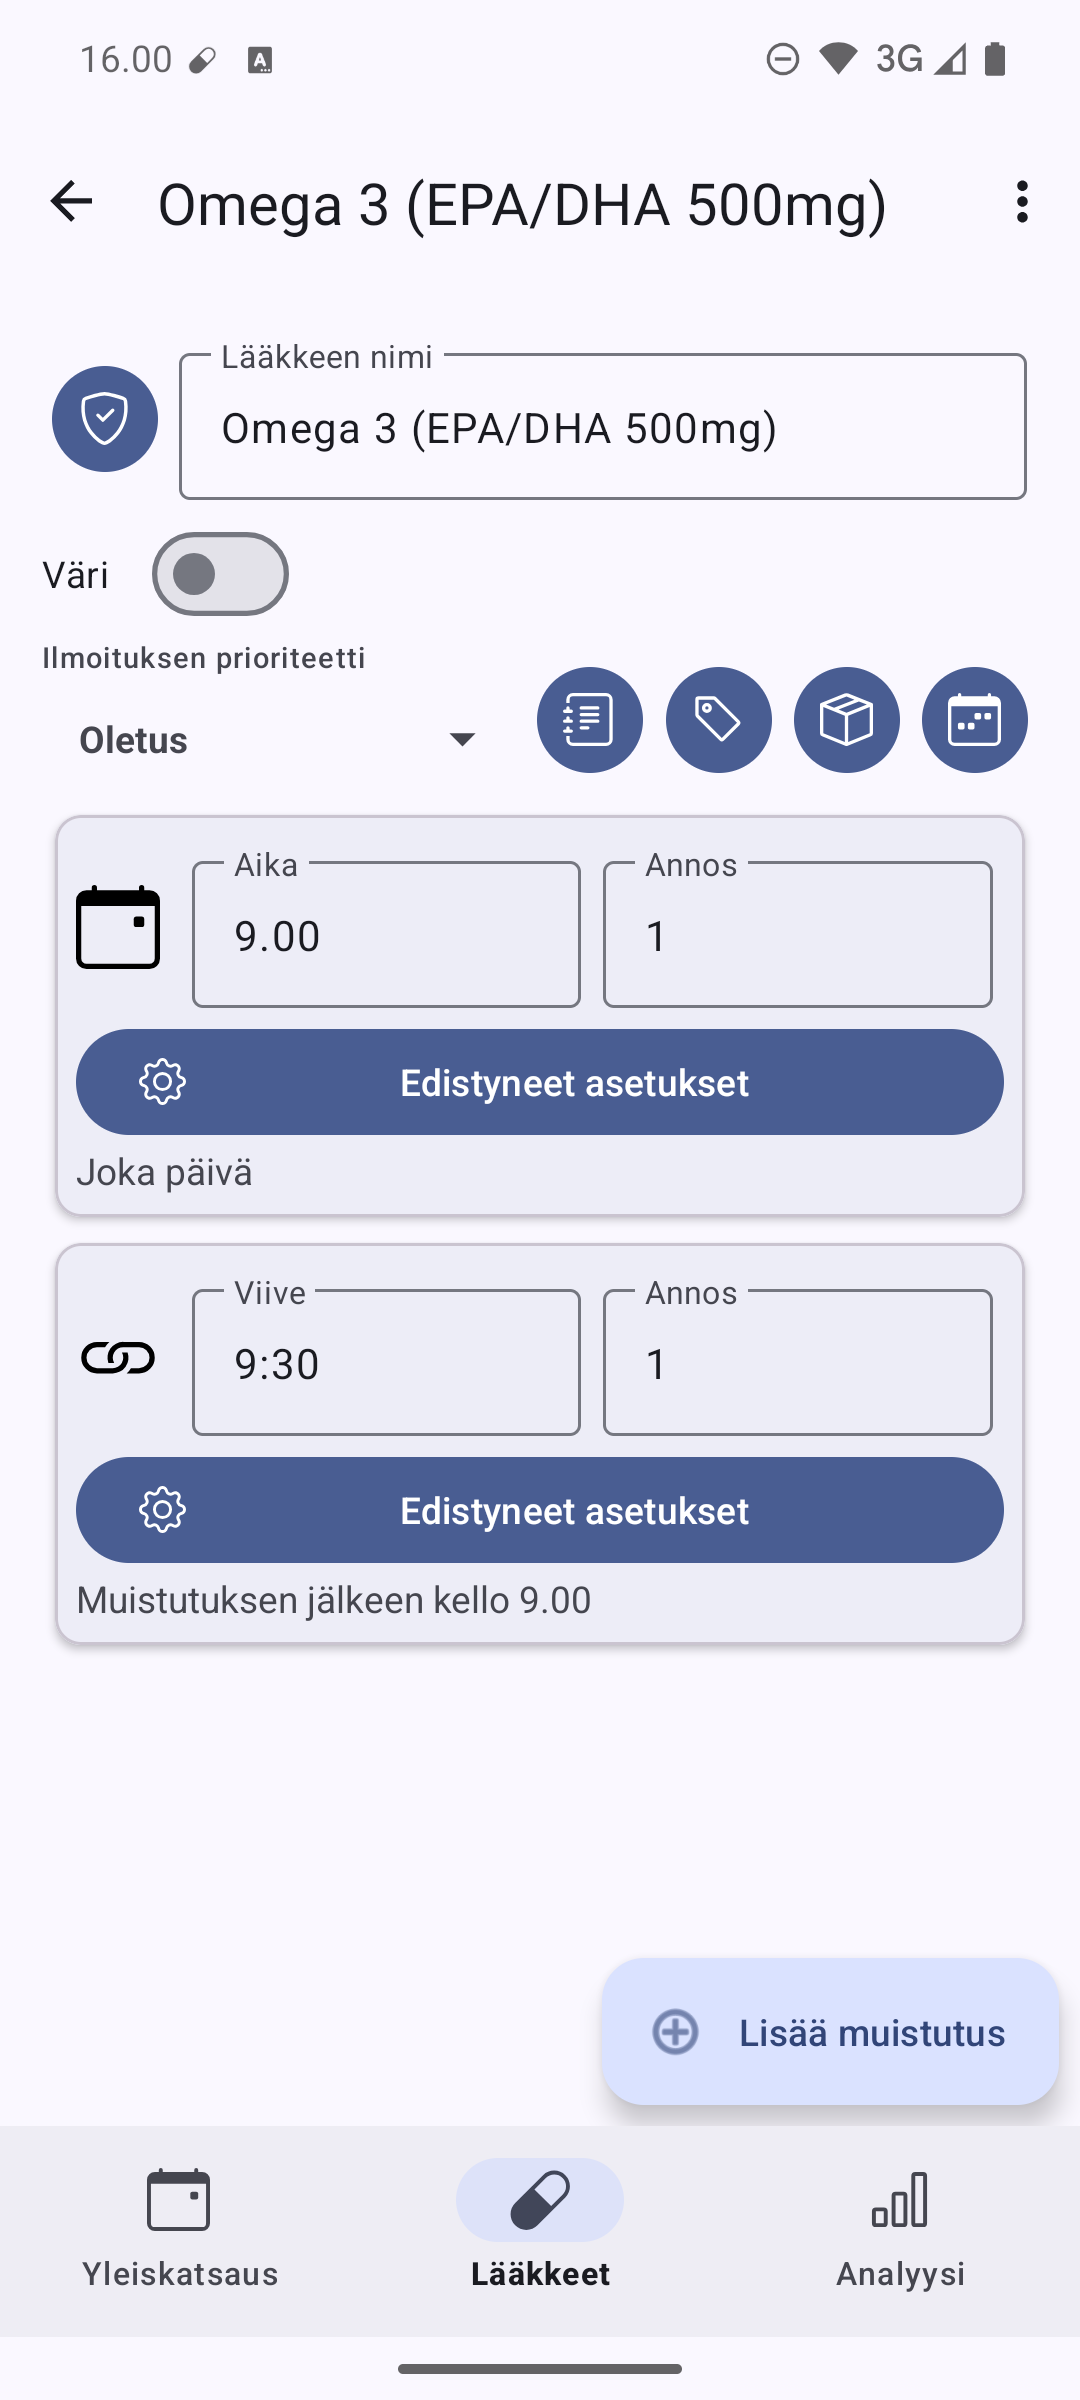 16.00
3G
Omega 3 (EPA/DHA 500mg)
Lääkkeen nimi
Omega 3 (EPA/DHA 500mg)
Väri
Ilmoituksen prioriteetti
Oletus
Aika
9.00
Annos
1
Edistyneet asetukset
Joka päivä
Viive
9:30
Annos
1
Edistyneet asetukset
Muistutuksen jälkeen kello 9.00
Lisää muistutus
Yleiskatsaus
Lääkkeet
Analyysi